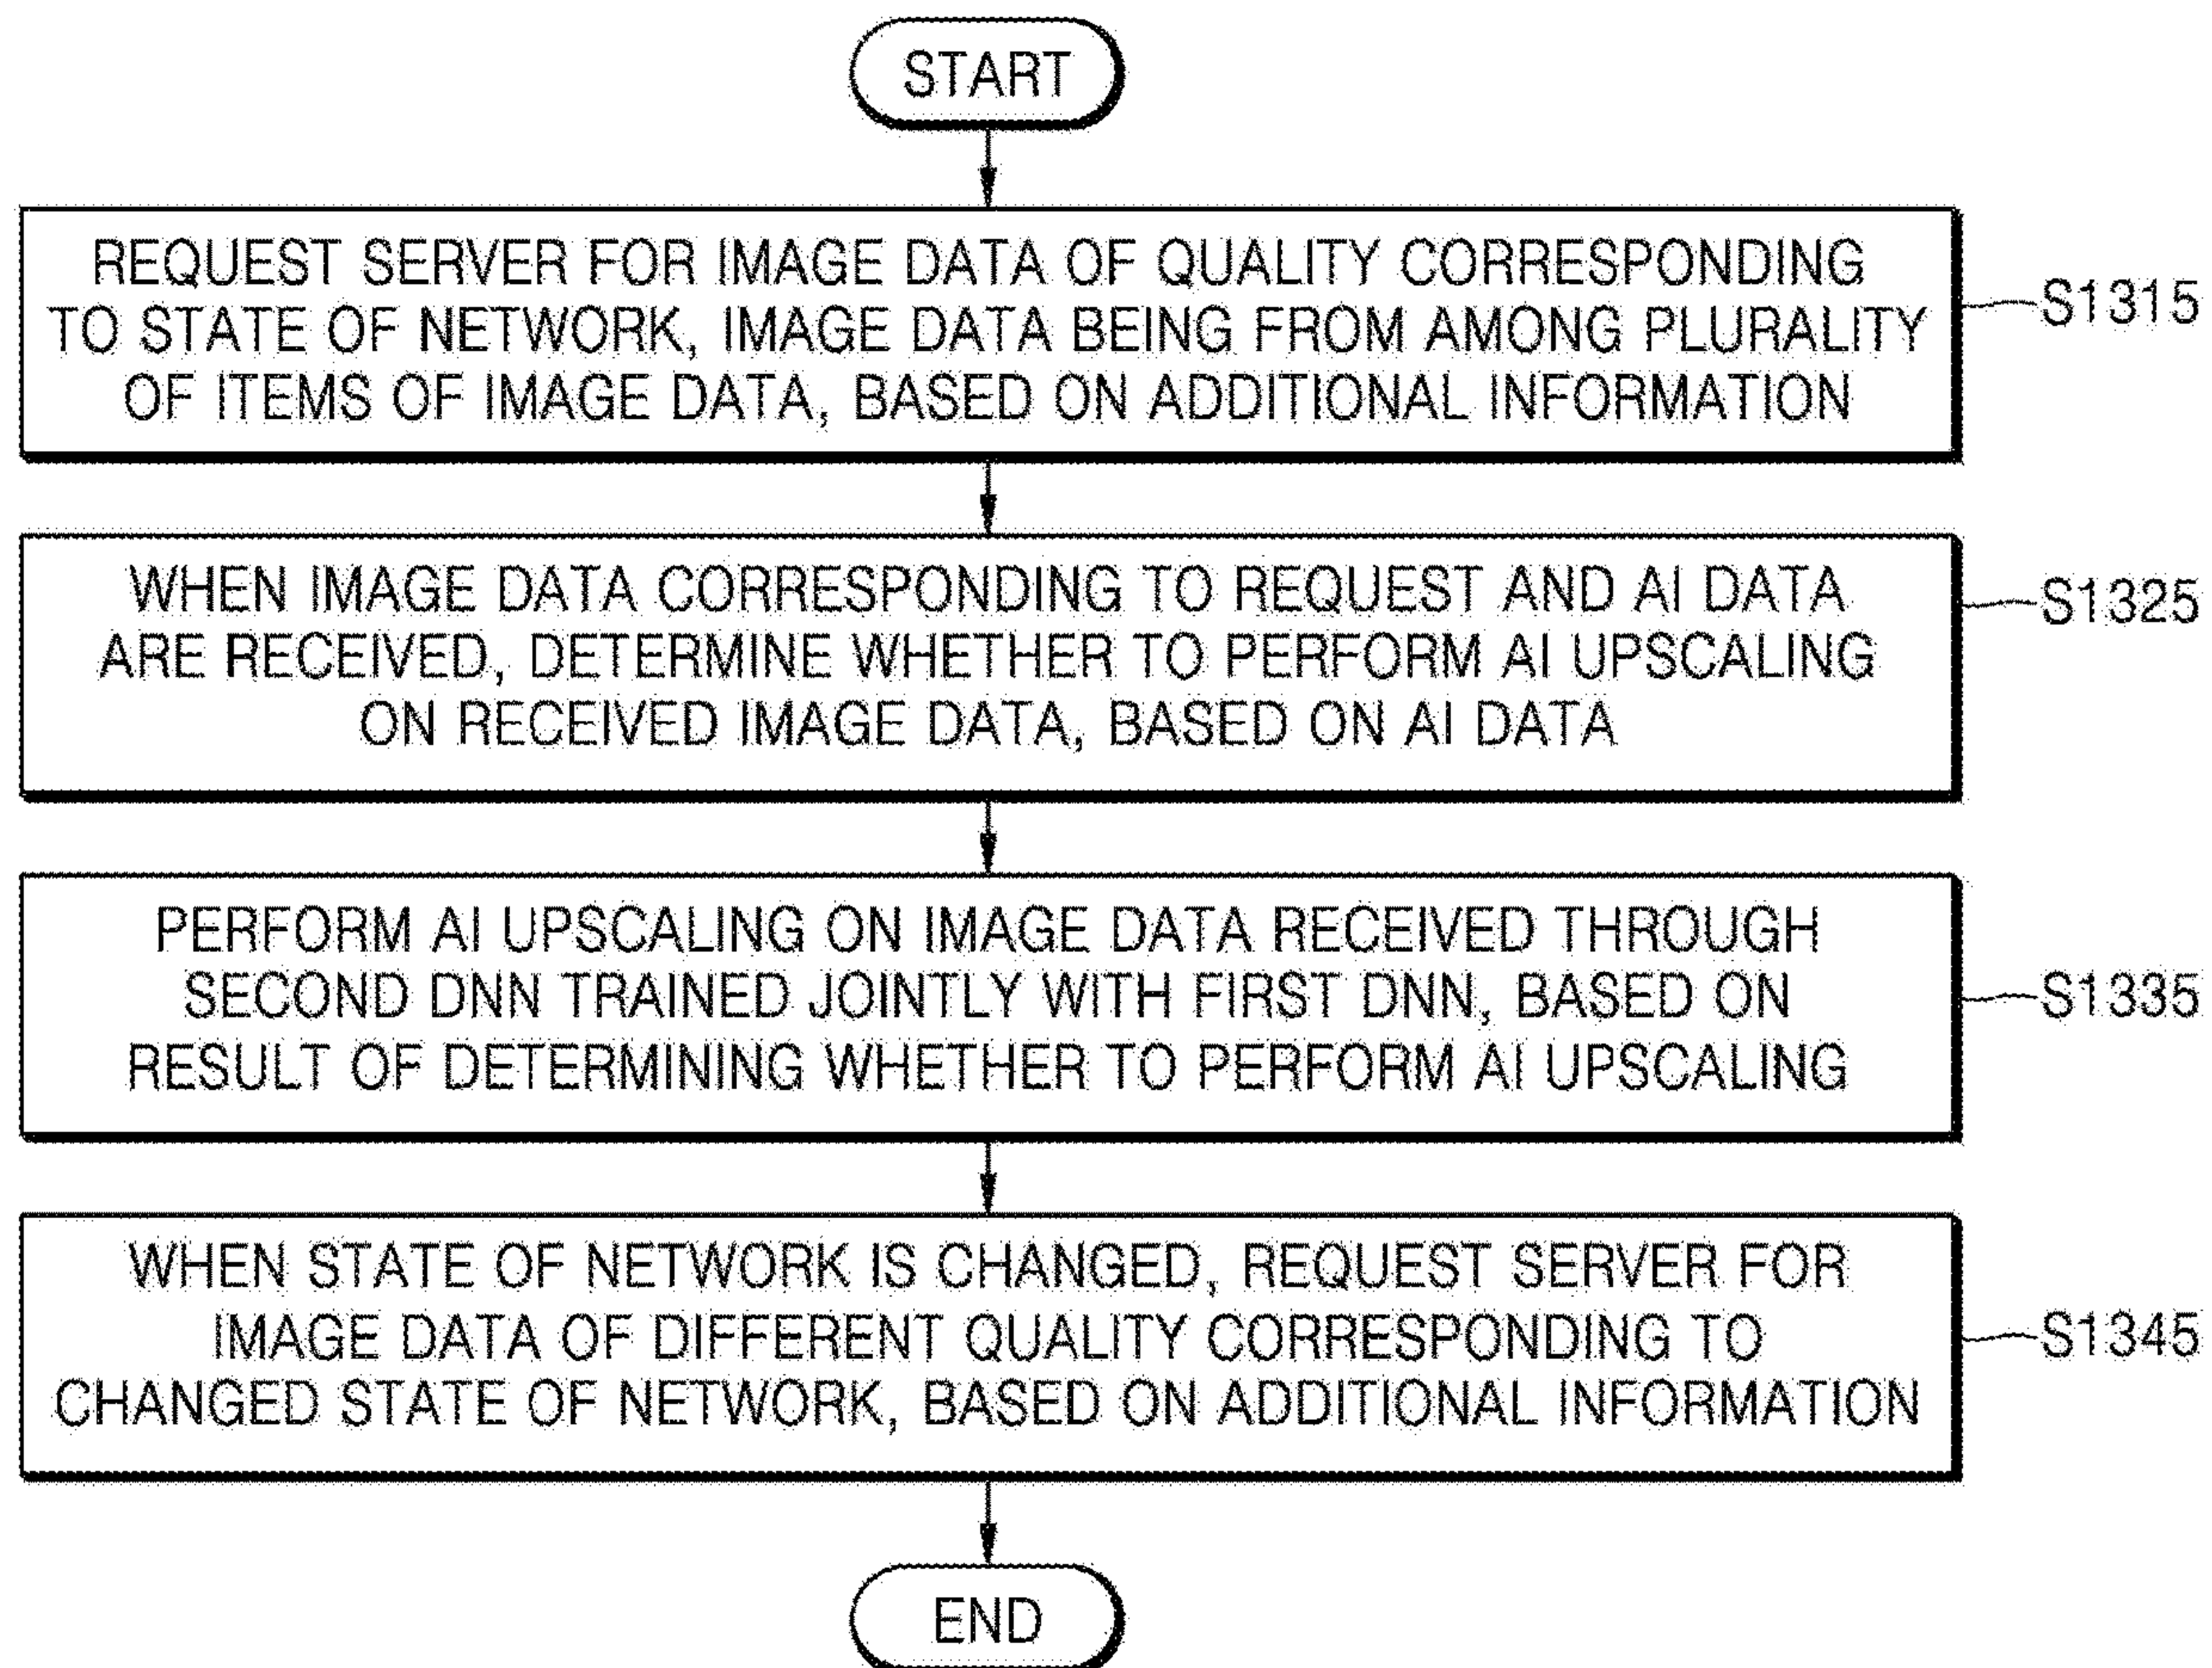 START
REQUEST SERVER FOR IMAGE DATA OF QUALITY CORRESPONDING
TO STATE OF NETWORK, IMAGE DATA BEING FROM AMONG PLURALITY
OF ITEMS OF IMAGE DATA, BASED ON ADDITIONAL INFORMATION
S1315
WHEN IMAGE DATA CORRESPONDING TO REQUEST AND AI DATA
ARE RECEIVED, DETERMINE WHETHER TO PERFORM AI UPSCALING
ON RECEIVED IMAGE DATA, BASED ON AI DATA
S1325
PERFORM AI UPSCALING ON IMAGE DATA RECEIVED THROUGH
SECOND DNN TRAINED JOINTLY WITH FIRST DNN, BASED ON
RESULT OF DETERMINING WHETHER TO PERFORM AI UPSCALING
S1335
WHEN STATE OF NETWORK IS CHANGED, REQUEST SERVER FOR
IMAGE DATA OF DIFFERENT QUALITY CORRESPONDING TO
CHANGED STATE OF NETWORK, BASED ON ADDITIONAL INFORMATION
S1345
END